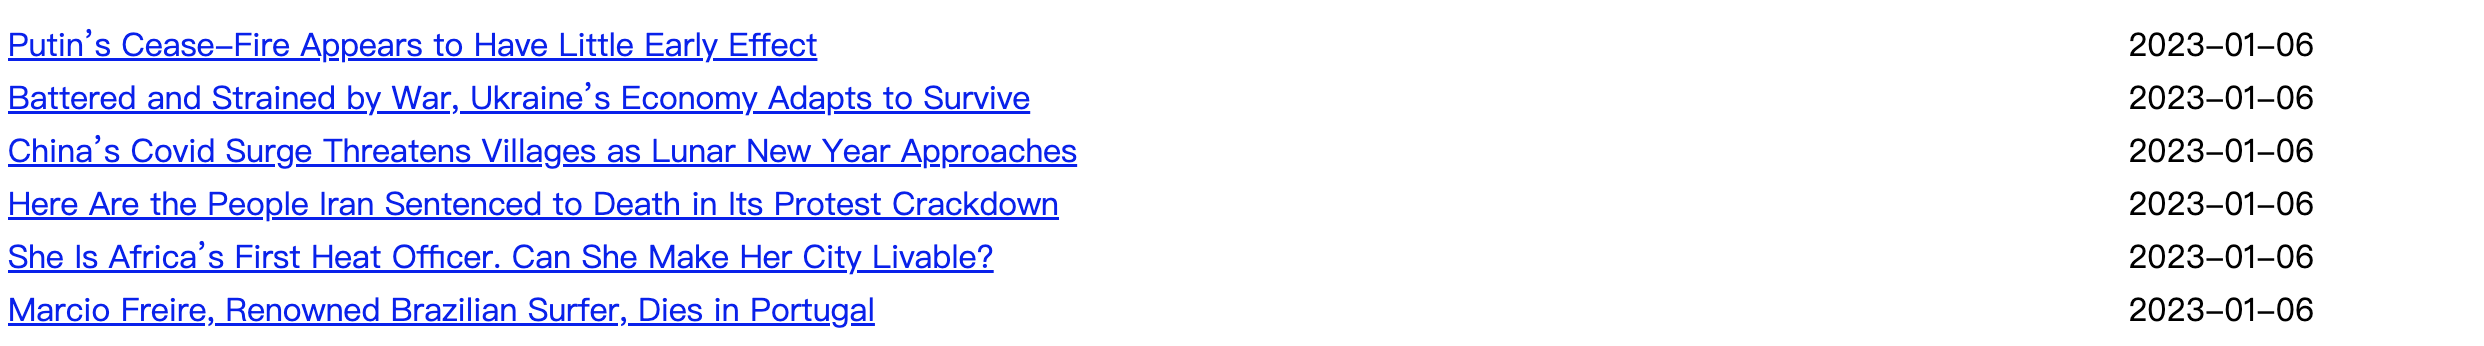 Putin’s Cease-Fire Appears to Have Little Early Effect 2023-01-06
Battered and Strained by War, Ukraine’s Economy Adapts to Survive 2023-01-06
China’s Covid Surge Threatens Villages as Lunar New Year Approaches 2023-01-06
Here Are the People Iran Sentenced to Death in Its Protest Crackdown 2023-01-06
She Is Africa’s First Heat Officer. Can She Make Her City Livable? 2023-01-06
Marcio Freire, Renowned Brazilian Surfer, Dies in Portugal 2023-01-06